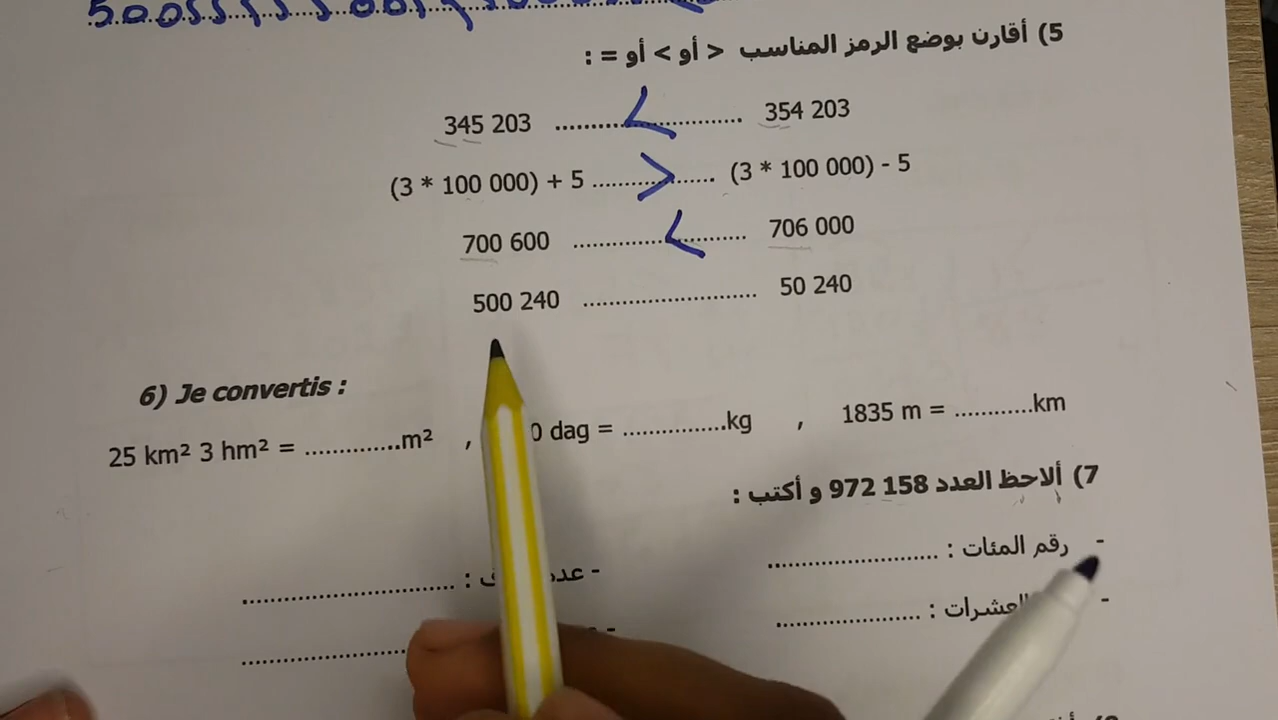 5) أقارن بوضع الرمز المناسب < أو > أو = :
345 203 ............<............ 354 203
(3 * 100 000) + 5 ............>...... (3 * 100 000) - 5
700 600 ............<......... 706 000
500 240 ........................... 50 240
6) Je convertis :
25 km² 3 hm² = .............m² , 0 dag = ................kg , 1835 m = ............km
7) ألاحظ العدد 158 972 و أكتب :
- رقم المئات : ..........................
- : ................................
- العشرات : ......................